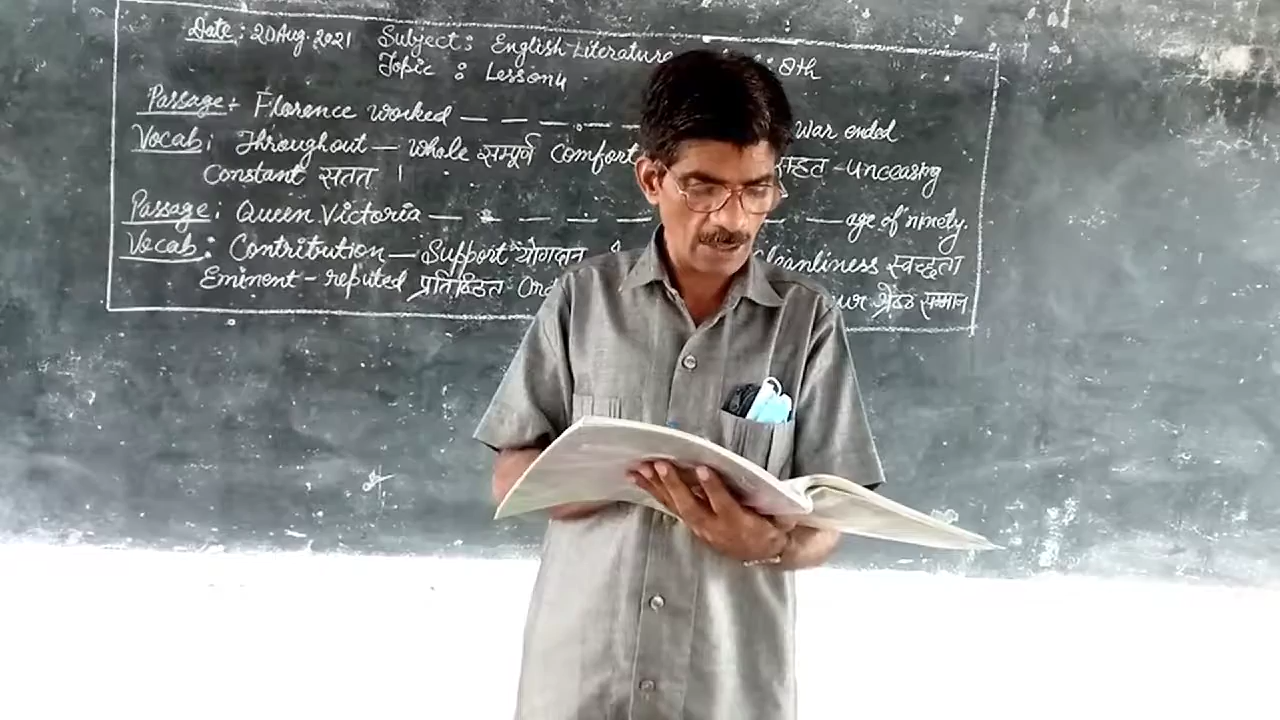 Date: 20 Aug. 2021 Subject: English Literature 8th
Topic : Lesson 4
Passage: Florence worked — — — — — War ended
Vocab: Throughout — Whole सम्पूर्ण Comfort - unceasing
Constant सतत ।
Passage: Queen Victoria — — — — — — age of ninety.
Vocab: Contribution — Support योगदान cleanliness स्वच्छता
Eminent - reputed प्रतिष्ठित सम्मान